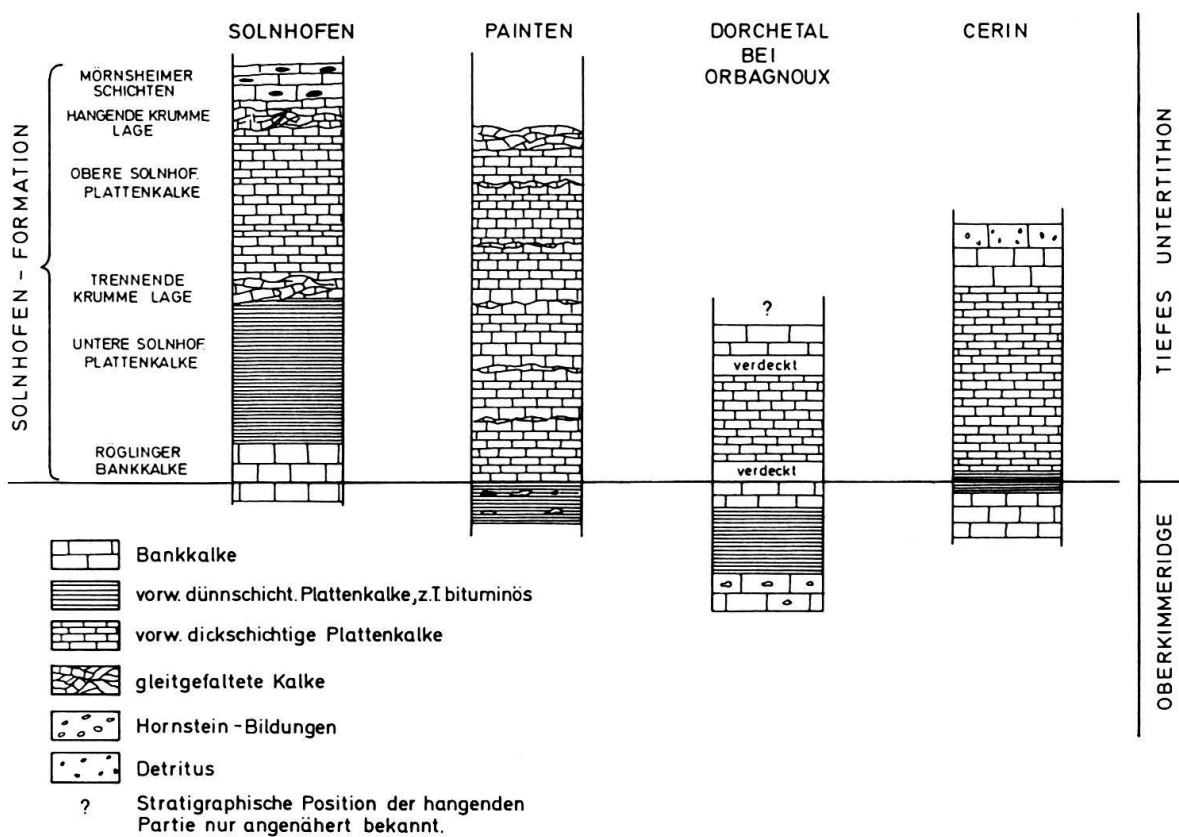 SOLNHOFEN
PAINTEN
DORCHETAL
BEI
ORBAGNOUX
CERIN
SOLNHOFEN - FORMATION
MÖRNSHEIMER
SCHICHTEN
HANGENDE KRUMME
LAGE
OBERE SOLNHOF.
PLATTENKALKE
TRENNENDE
KRUMME LAGE
UNTERE SOLNHOF.
PLATTENKALKE
RÖGLINGER
BANKKALKE
?
verdeckt
verdeckt
TIEFES UNTERTITHON
OBERKIMMERIDGE
Bankkalke
vorw. dünnschicht. Plattenkalke, z.T. bituminös
vorw. dickschichtige Plattenkalke
gleitgefaltete Kalke
Hornstein-Bildungen
Detritus
? Stratigraphische Position der hangenden
Partie nur angenähert bekannt.